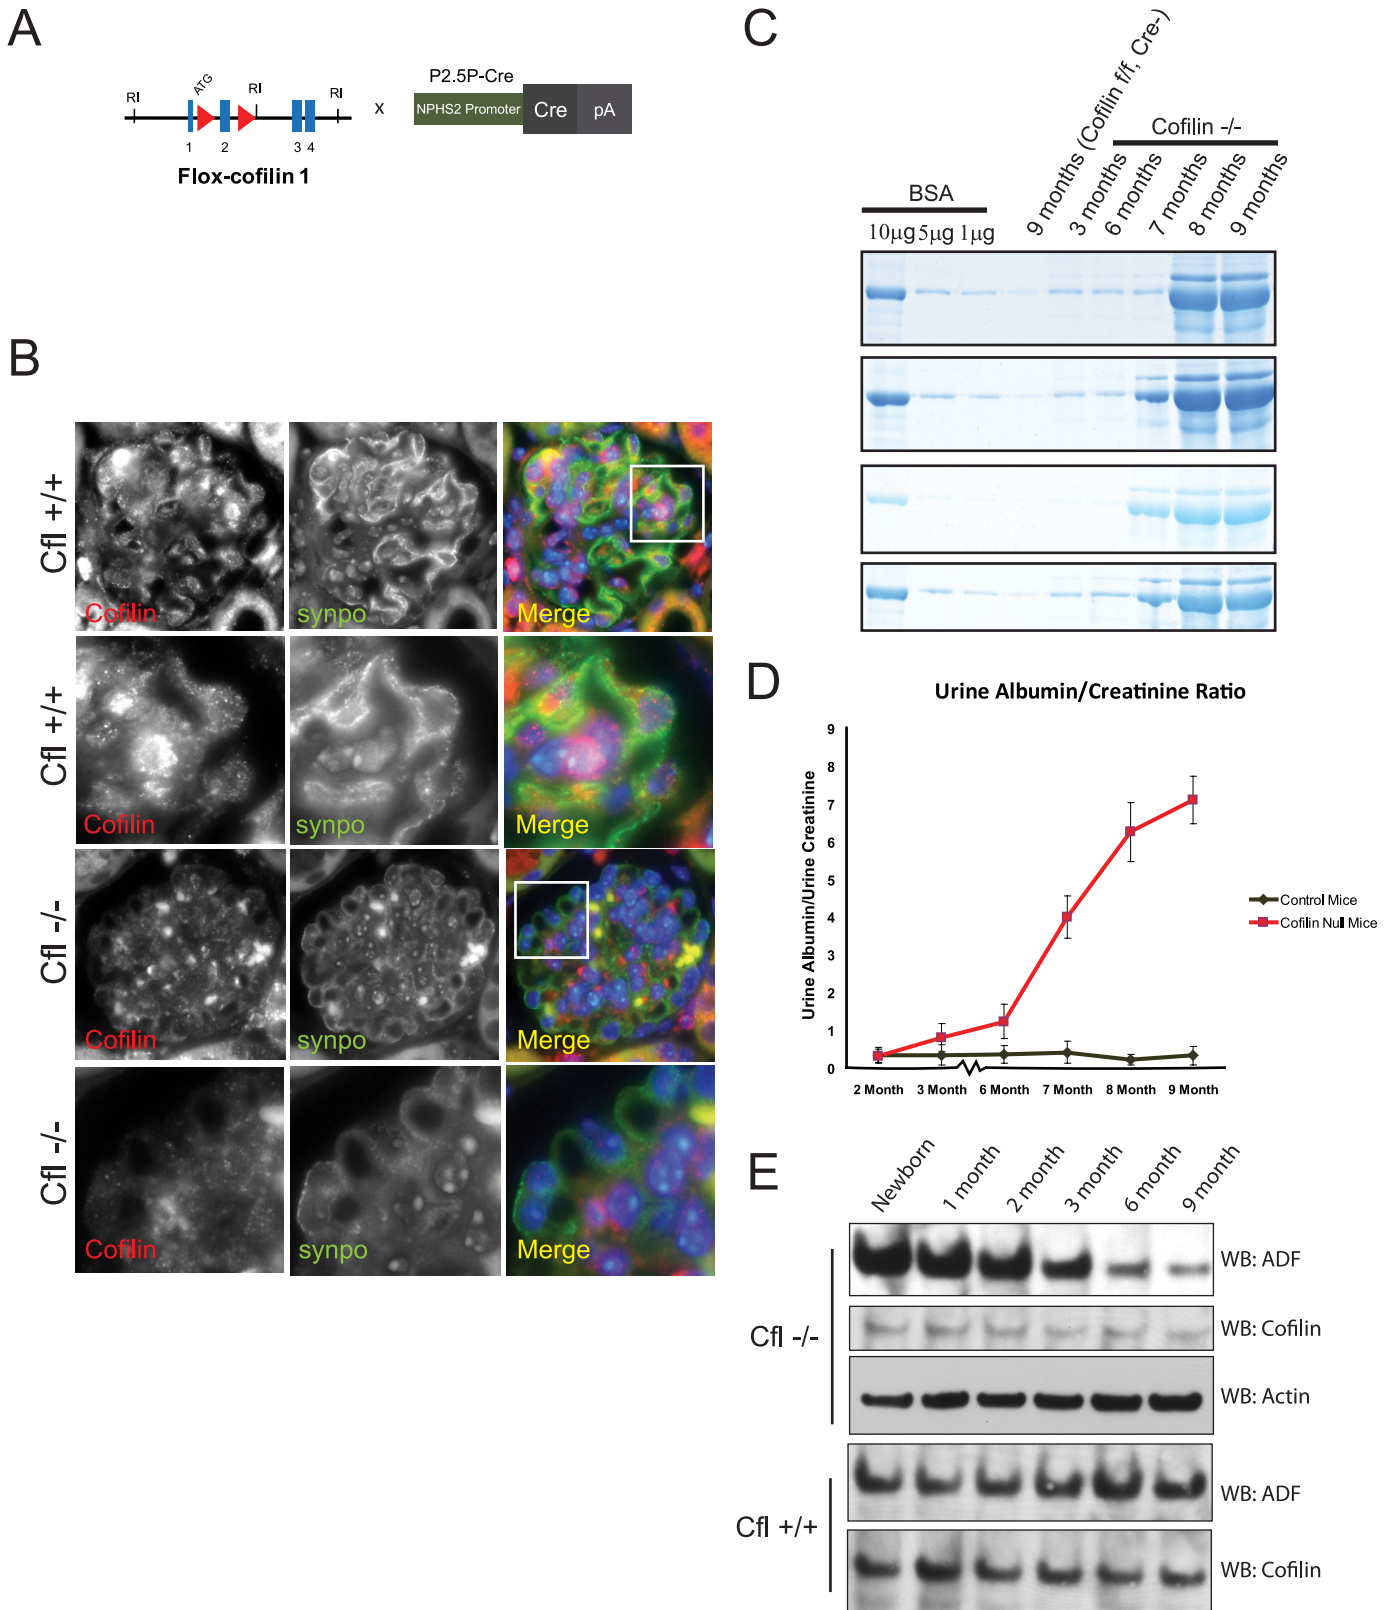 A
RI
ATG
RI
RI
1
2
3
4
Flox-cofilin 1
x
P2.5P-Cre
NPHS2 Promoter
Cre
pA
B
Cfl +/+
Cofilin
synpo
Merge
Cfl +/+
Cofilin
synpo
Merge
Cfl -/-
Cofilin
synpo
Merge
Cfl -/-
Cofilin
synpo
Merge
C
BSA
10µg 5µg 1µg
9 months (Cofilin f/f, Cre-)
Cofilin -/-
3 months
6 months
7 months
8 months
9 months
D
Urine Albumin/Creatinine Ratio
Urine Albumin/Urine Creatinine
9
8
7
6
5
4
3
2
1
0
2 Month 3 Month 6 Month 7 Month 8 Month 9 Month
Control Mice
Cofilin Null Mice
E
Newborn
1 month
2 month
3 month
6 month
9 month
Cfl -/-
WB: ADF
WB: Cofilin
WB: Actin
Cfl +/+
WB: ADF
WB: Cofilin